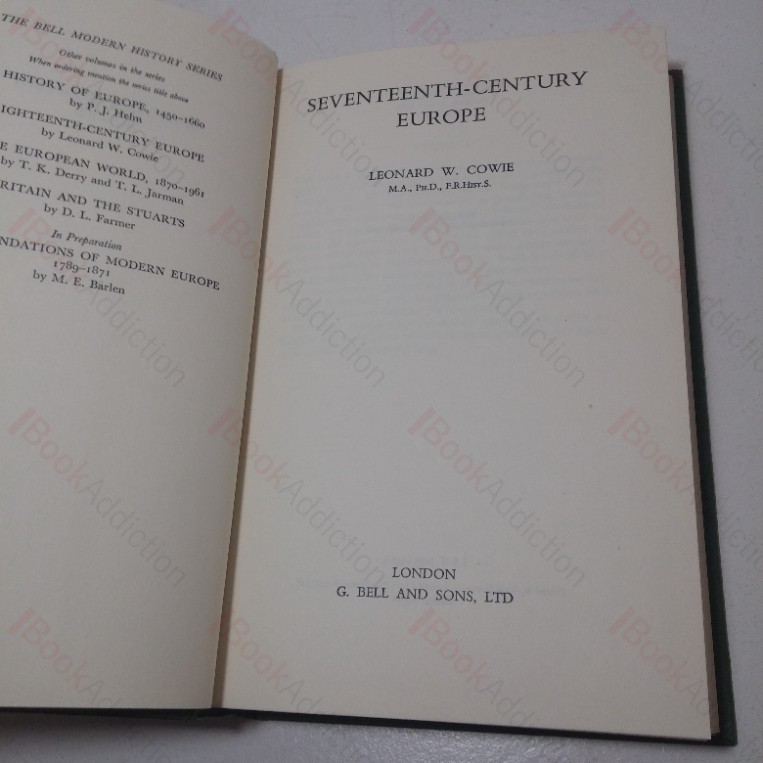 THE BELL MODERN HISTORY SERIES
Other volumes in the series
When ordering mention the series title above
HISTORY OF EUROPE, 1450-1660
by P. J. Helm
IGHTEENTH-CENTURY EUROPE
by Leonard W. Cowie
E EUROPEAN WORLD, 1870-1961
by T. K. Derry and T. L. Jarman
RITAIN AND THE STUARTS
by D. L. Farmer
In Preparation
NDATIONS OF MODERN EUROPE
1789-1871
by M. E. Barlen
SEVENTEENTH-CENTURY
EUROPE
LEONARD W. COWIE
M.A., PH.D., F.R.HIST.S.
LONDON
G. BELL AND SONS, LTD
BookAddiction